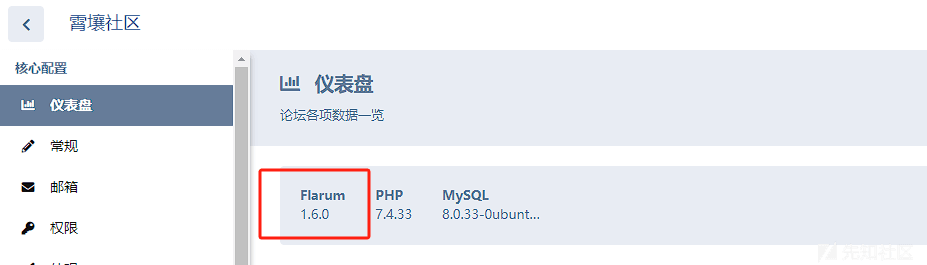 霄壤社区
核心配置
仪表盘
常规
邮箱
权限
仪表盘
论坛各项数据一览
Flarum PHP MySQL
1.6.0 7.4.33 8.0.33-0ubunt...
先知社区